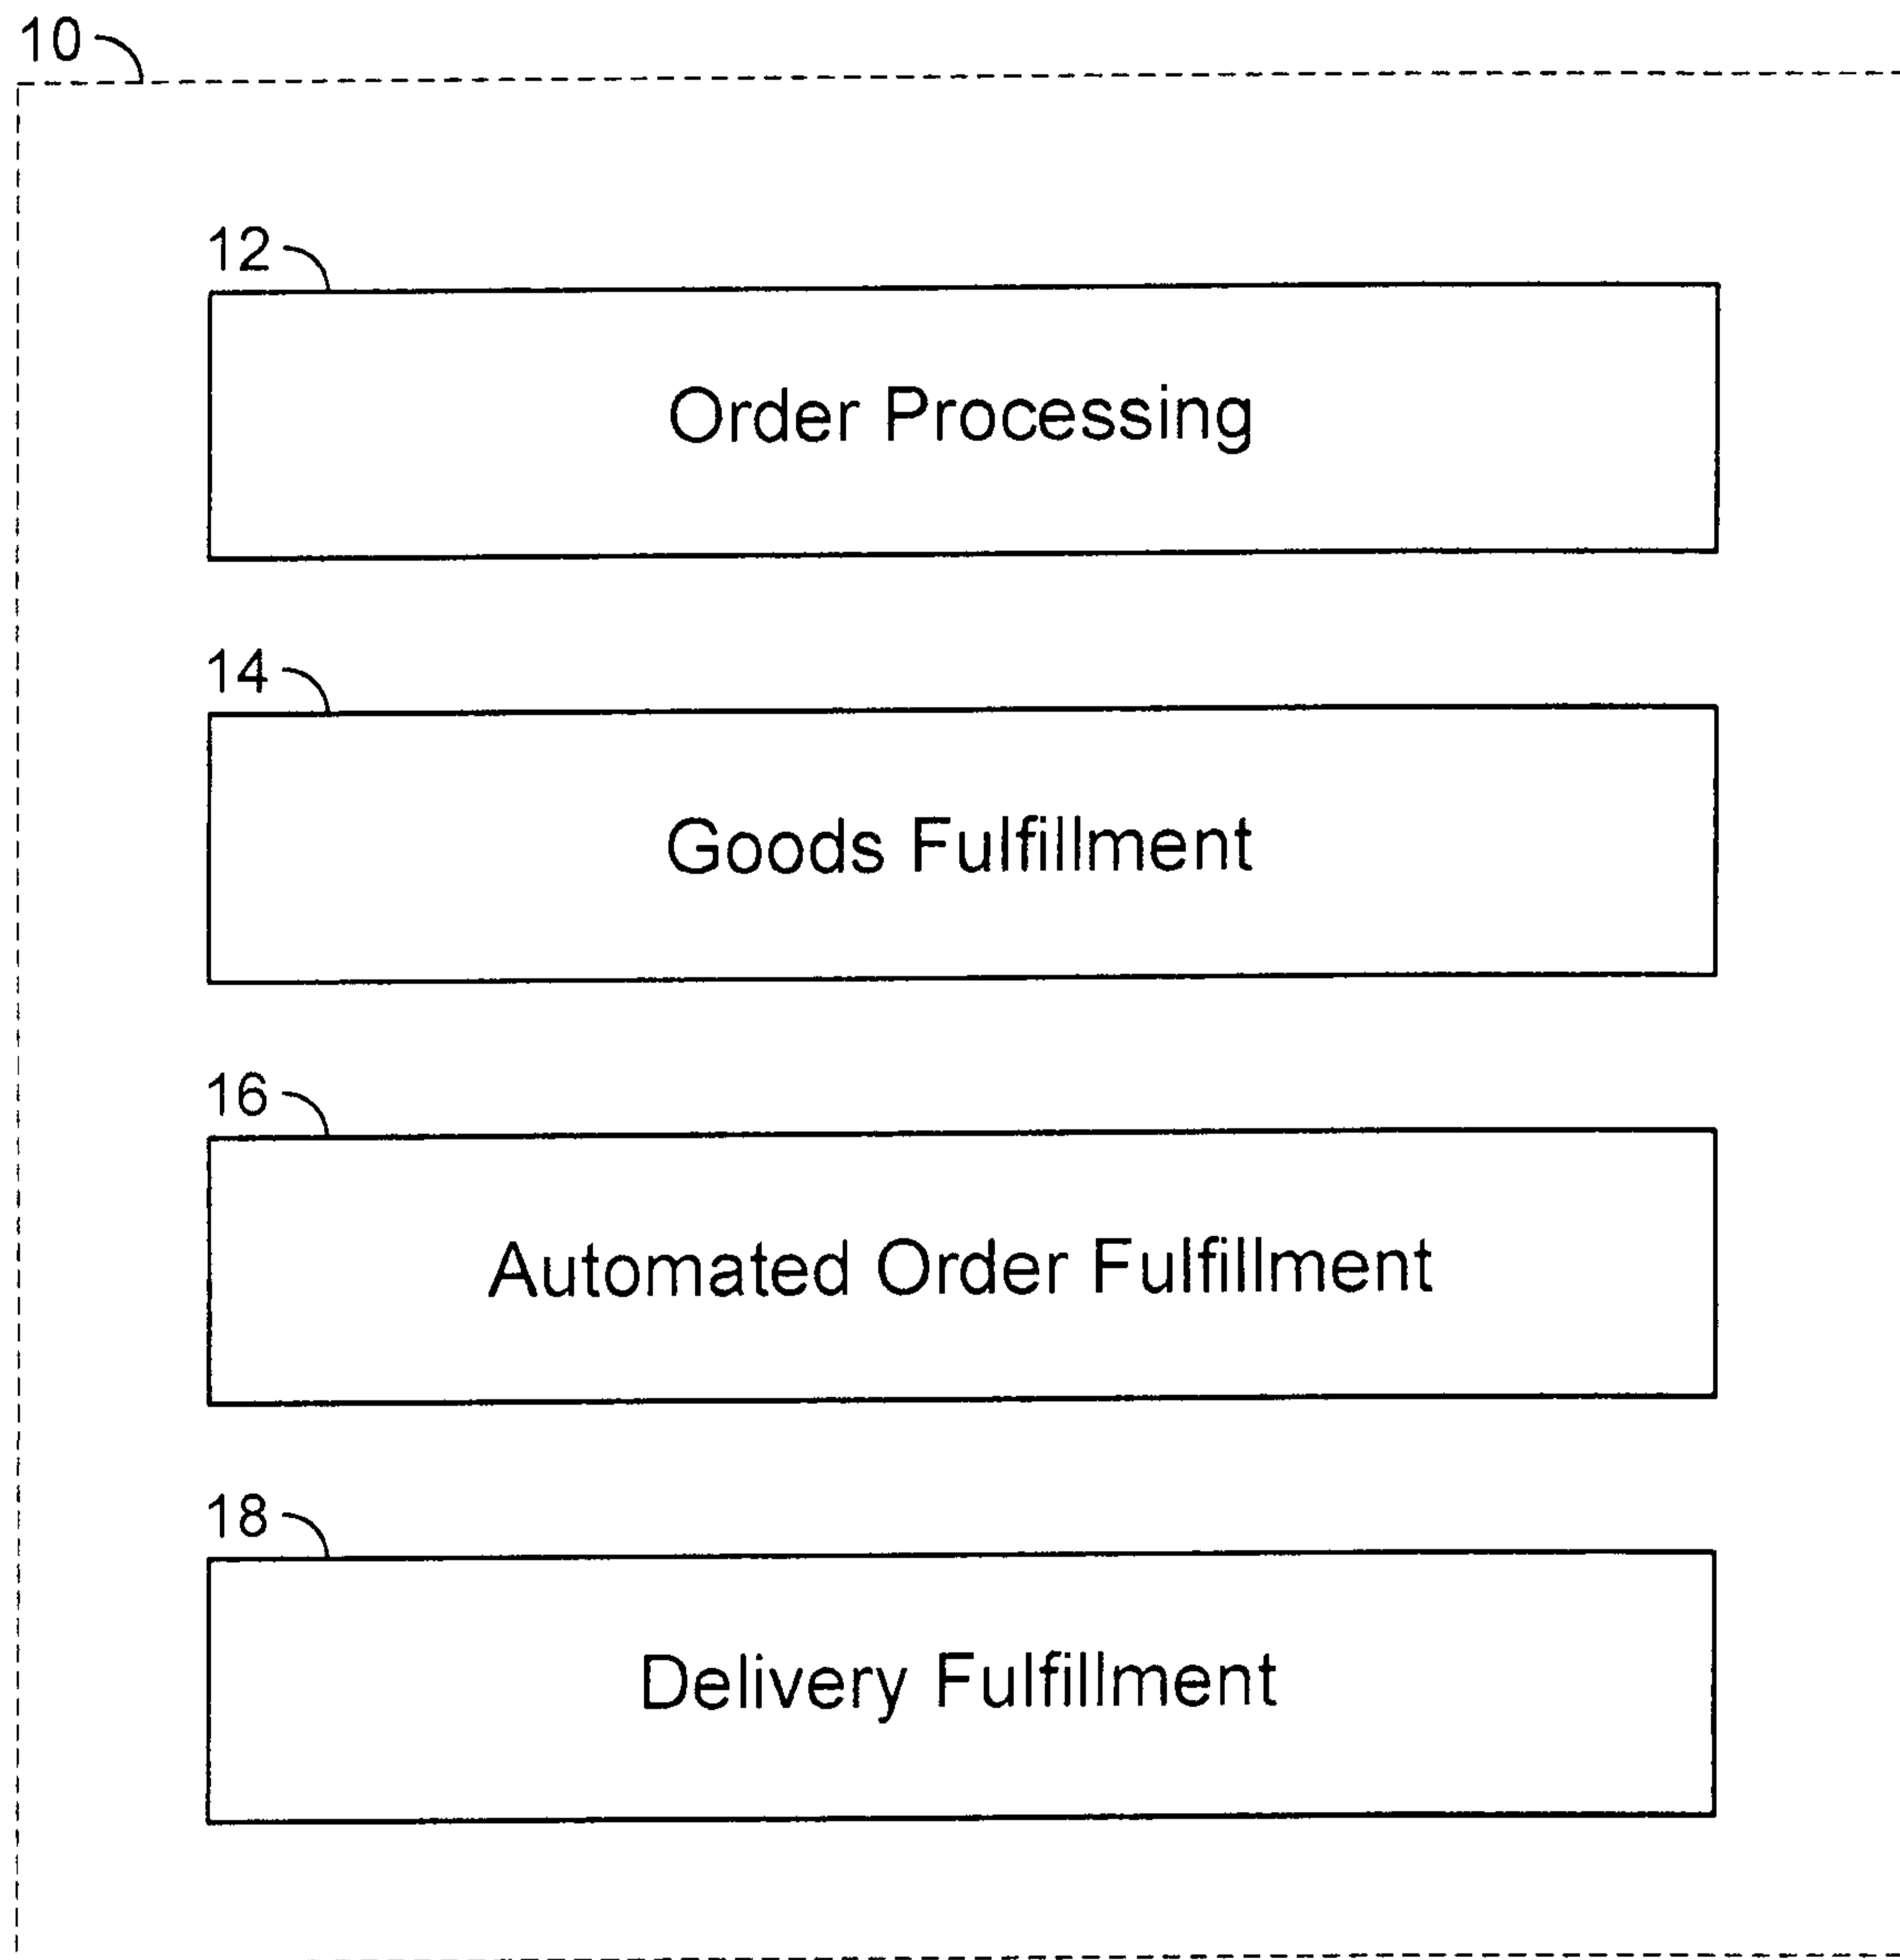 10
12
Order Processing
14
Goods Fulfillment
16
Automated Order Fulfillment
18
Delivery Fulfillment